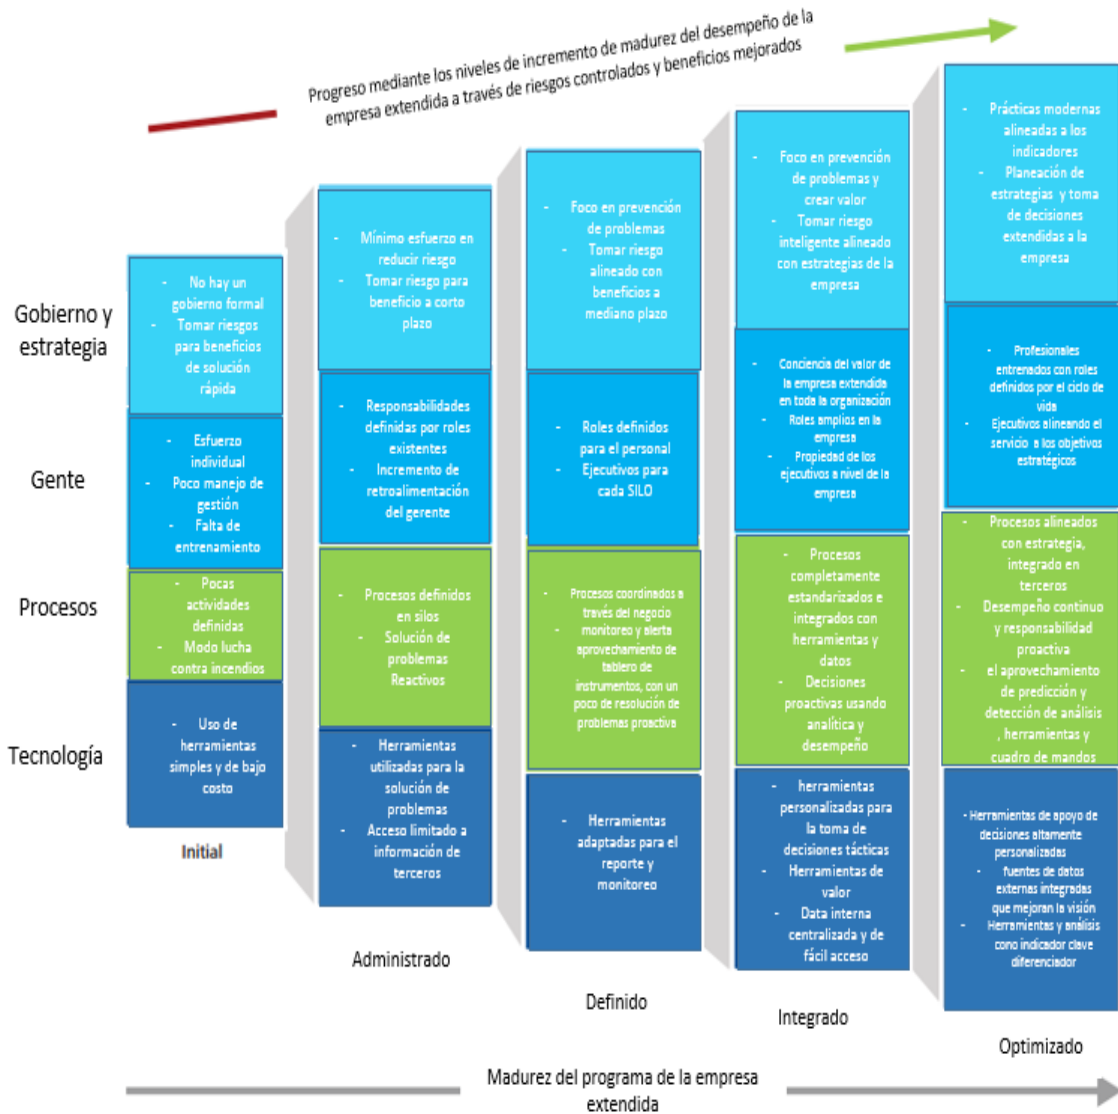 Progreso mediante los niveles de incremento de madurez del desempeño de la
empresa extendida a través de riesgos controlados y beneficios mejorados
Gobierno y
estrategia
Gente
Procesos
Tecnología
- No hay un
gobierno formal
- Tomar riesgos
para beneficios
de solución
rápida
- Esfuerzo
individual
- Poco manejo de
gestión
- Falta de
entrenamiento
- Pocas
actividades
definidas
- Modo lucha
contra incendios
- Uso de
herramientas
simples y de bajo
costo
Initial
- Mínimo esfuerzo en
reducir riesgo
- Tomar riesgo para
beneficio a corto
plazo
- Responsabilidades
definidas por roles
existentes
- Incremento de
retroalimentación
del gerente
- Procesos definidos
en silos
- Solución de
problemas
Reactivos
- Herramientas
utilizadas para la
solución de
problemas
- Acceso limitado a
información de
terceros
Administrado
- Foco en prevención
de problemas
- Tomar riesgo
alineado con
beneficios a
mediano plazo
- Roles definidos
para el personal
- Ejecutivos para
cada SILO
- Procesos coordinados a
través del negocio
- monitoreo y alerta
aprovechamiento de
tablero de
instrumentos, con un
poco de resolución de
problemas proactiva
- Herramientas
adaptadas para el
reporte y
monitoreo
Definido
- Foco en prevención
de problemas y
crear valor
- Tomar riesgo
inteligente alineado
con estrategias de la
empresa
- Conciencia del valor de
la empresa extendida
en toda la organización
- Roles amplios en la
empresa
- Propiedad de los
ejecutivos a nivel de la
empresa
- Procesos
completamente
estandarizados e
integrados con
herramientas y
datos
- Decisiones
proactivas usando
analítica y
desempeño
- herramientas
personalizadas para
la toma de
decisiones tácticas
- Herramientas de
valor
- Data interna
centralizada y de
fácil acceso
Integrado
- Prácticas modernas
alineadas a los
indicadores
- Planeación de
estrategias y toma
de decisiones
extendidas a la
empresa
- Profesionales
entrenados con roles
definidos por el ciclo de
vida
- Ejecutivos alineando el
servicio a los objetivos
estratégicos
- Procesos alineados
con estrategia,
integrado en
terceros
- Desempeño continuo
y responsabilidad
proactiva
- el aprovechamiento
de predicción y
detección de análisis
, herramientas y
cuadro de mandos
- Herramientas de apoyo de
decisiones altamente
personalizadas
- fuentes de datos
externas integradas
que mejoran la visión
- Herramientas y análisis
cono indicador clave
diferenciador
Optimizado
Madurez del programa de la empresa
extendida